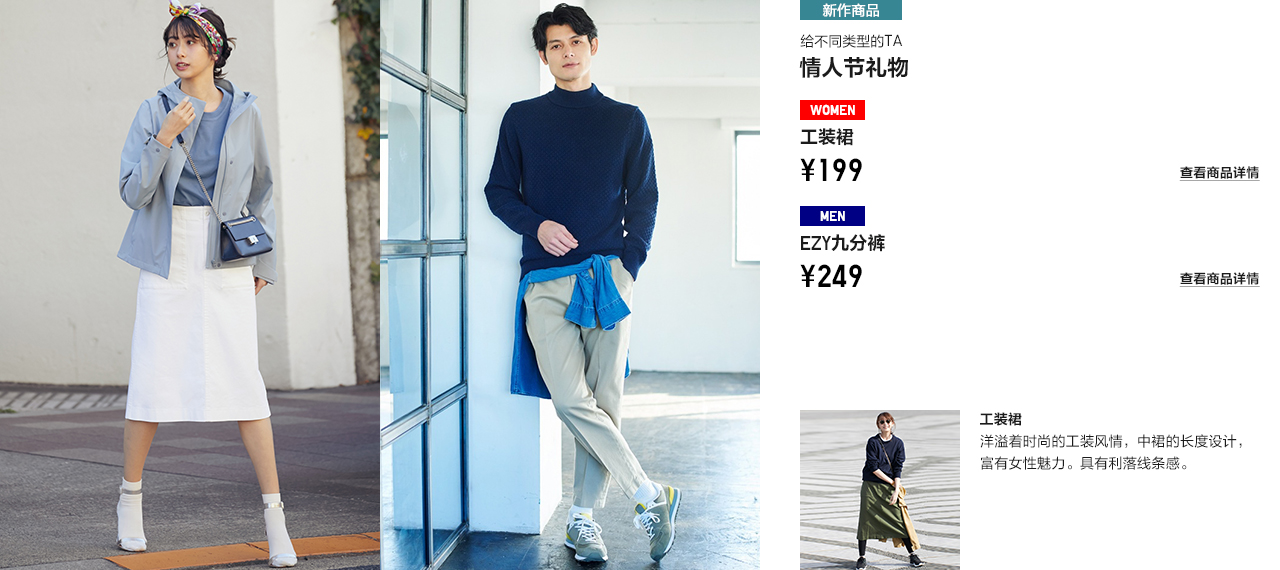 新作商品
给不同类型的TA
情人节礼物
WOMEN
工装裙
¥199
查看商品详情
MEN
EZY九分裤
¥249
查看商品详情
工装裙
洋溢着时尚的工装风情，中裙的长度设计，
富有女性魅力。具有利落线条感。